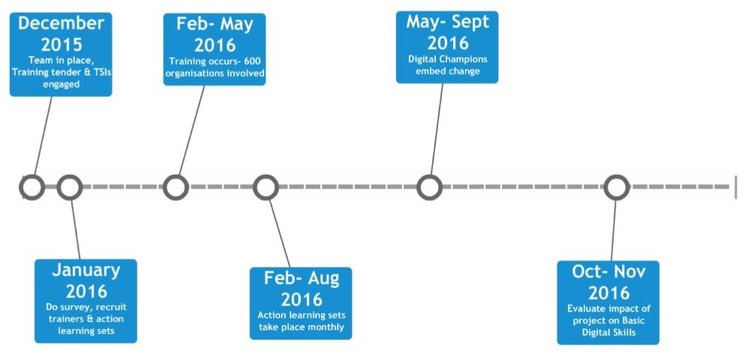 December
2015
Team in place,
Training tender & TSIs
engaged
January
2016
Do survey, recruit
trainers & action
learning sets
Feb- May
2016
Training occurs- 600
organisations involved
Feb- Aug
2016
Action learning sets
take place monthly
May- Sept
2016
Digital Champions
embed change
Oct- Nov
2016
Evaluate impact of
project on Basic
Digital Skills